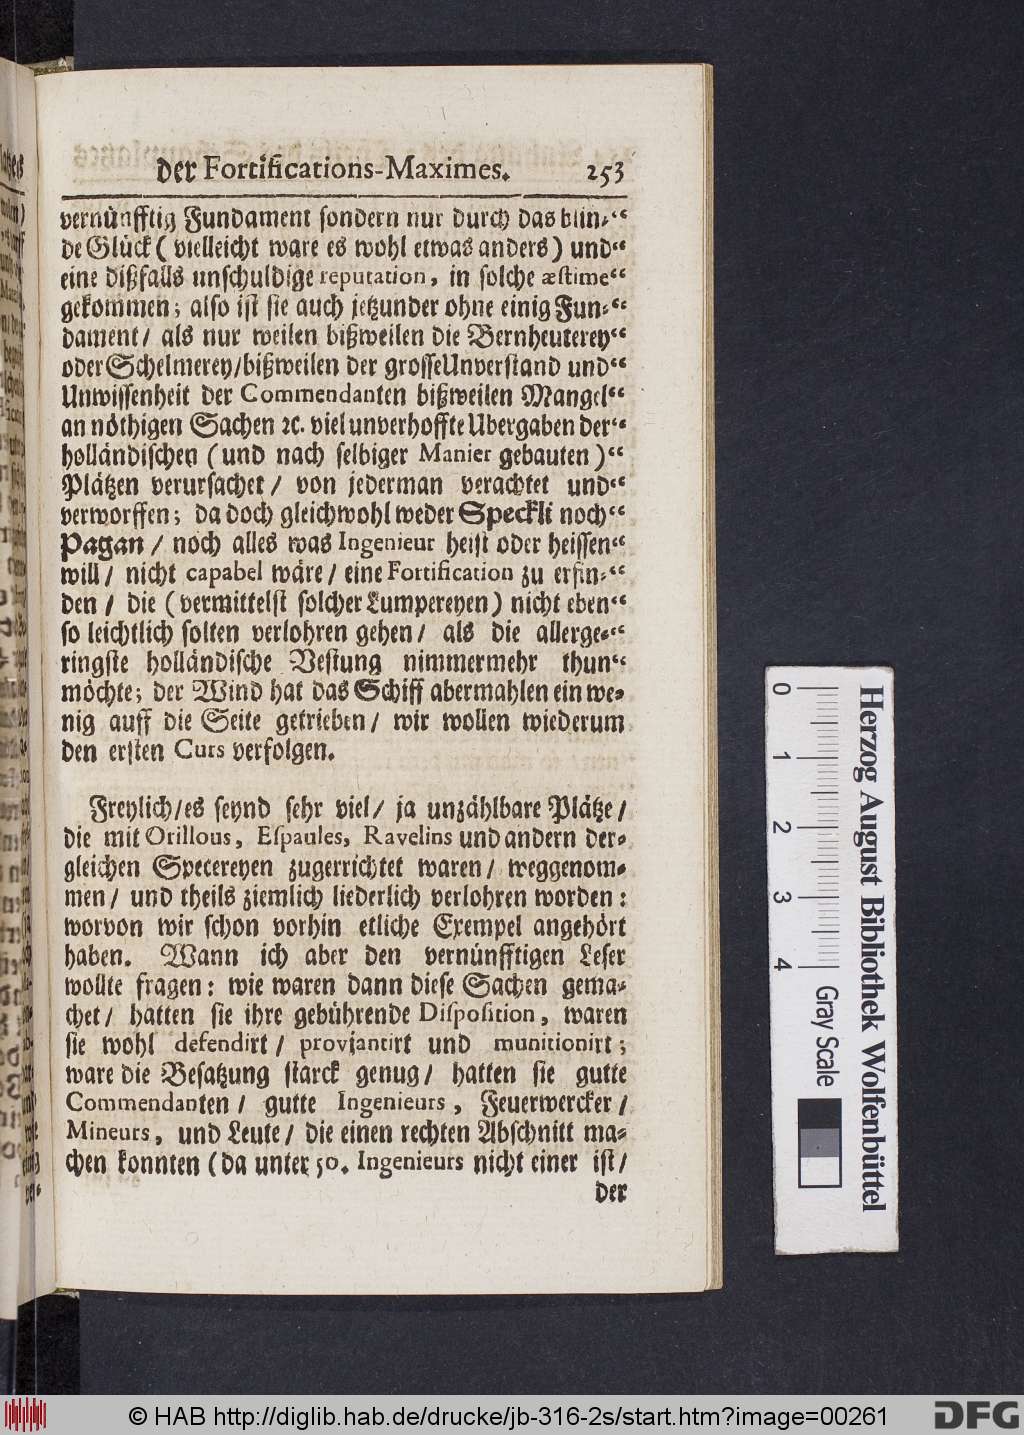 der Fortifications-Maximes. 253
vernünfftig Fundament sondern nur durch das blin-“
de Glück ( vielleicht ware es wohl etwas anders ) und“
eine dißfalls unschuldige reputation, in solche æstime“
gekommen; also ist sie auch jetzunder ohne einig Fun-“
dament / als nur weilen bißweilen die Bernheuterey“
oder Schelmerey / bißweilen der grosse Unverstand und“
Unwissenheit der Commendanten bißweilen Mangel“
an nöthigen Sachen ꝛc. viel unverhoffte Ubergaben der“
holländischen ( und nach selbiger Manier gebauten )“
Plätzen verursachet / von jederman verachtet und“
verworffen; da doch gleichwohl weder Speckli noch“
Pagan / noch alles was Ingenieur heist oder heissen“
will / nicht capabel wäre / eine Fortification zu erfin-“
den / die ( vermittelst solcher Lumpereyen ) nicht eben“
so leichtlich solten verlohren gehen / als die allerge-“
ringste holländische Vestung nimmermehr thun“
möchte; der Wind hat das Schiff abermahlen ein we-
nig auff die Seite getrieben / wir wollen wiederum
den ersten Curs verfolgen.
Freylich / es seynd sehr viel / ja unzählbare Plätze /
die mit Orillous, Espaules, Ravelins und andern der-
gleichen Specereyen zugerrichtet waren / weggenom-
men / und theils ziemlich liederlich verlohren worden:
worvon wir schon vorhin etliche Exempel angehört
haben. Wann ich aber den vernünfftigen Leser
wollte fragen: wie waren dann diese Sachen gema-
chet / hatten sie ihre gebührende Disposition, waren
sie wohl defendirt / proviantirt und munitionirt;
ware die Besatzung starck genug / hatten sie gutte
Commendanten / gutte Ingenieurs, Feuerwercker /
Mineurs, und Leute / die einen rechten Abschnitt ma-
chen konnten ( da unter 50. Ingenieurs nicht einer ist /
der
0 1 2 3 4 Gray Scale
Herzog August Bibliothek Wolfenbüttel
© HAB http://diglib.hab.de/drucke/jb-316-2s/start.htm?image=00261
DFG